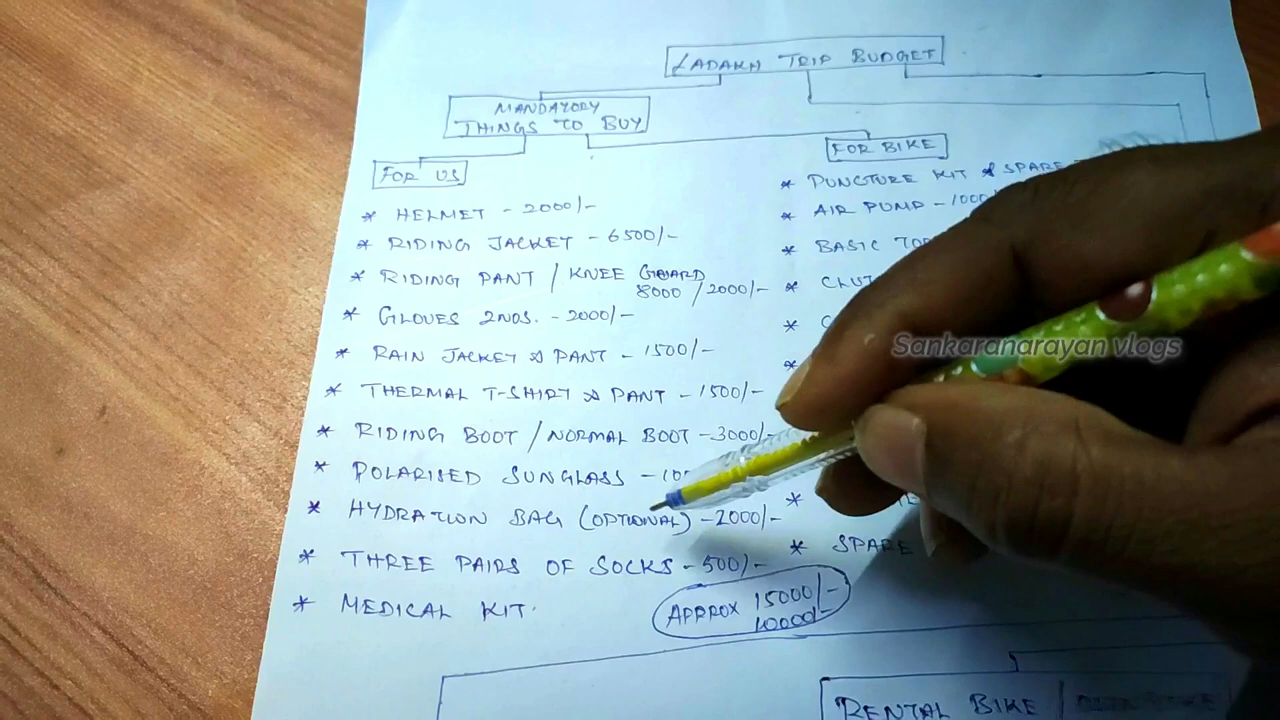 LADAKH TRIP BUDGET
MANDATORY
THINGS TO BUY
FOR US
* HELMET - 2000/-
* RIDING JACKET - 6500/-
* RIDING PANT / KNEE GUARD
8000 / 2000/-
* GLOVES 2NOS. - 2000/-
* RAIN JACKET & PANT - 1500/-
* THERMAL T-SHIRT & PANT - 1500/-
* RIDING BOOT / NORMAL BOOT - 3000/-
* POLARISED SUNGLASS -
* HYDRATION BAG (OPTIONAL) - 2000/-
* THREE PAIRS OF SOCKS - 500/-
* MEDICAL KIT.
APPROX 15000/-
10000/-
FOR BIKE
* PUNCTURE KIT & SPARE
* AIR PUMP - 1000
* BASIC
*
*
*
*
* SPARE
RENTAL BIKE
Sankaranarayan vlogs